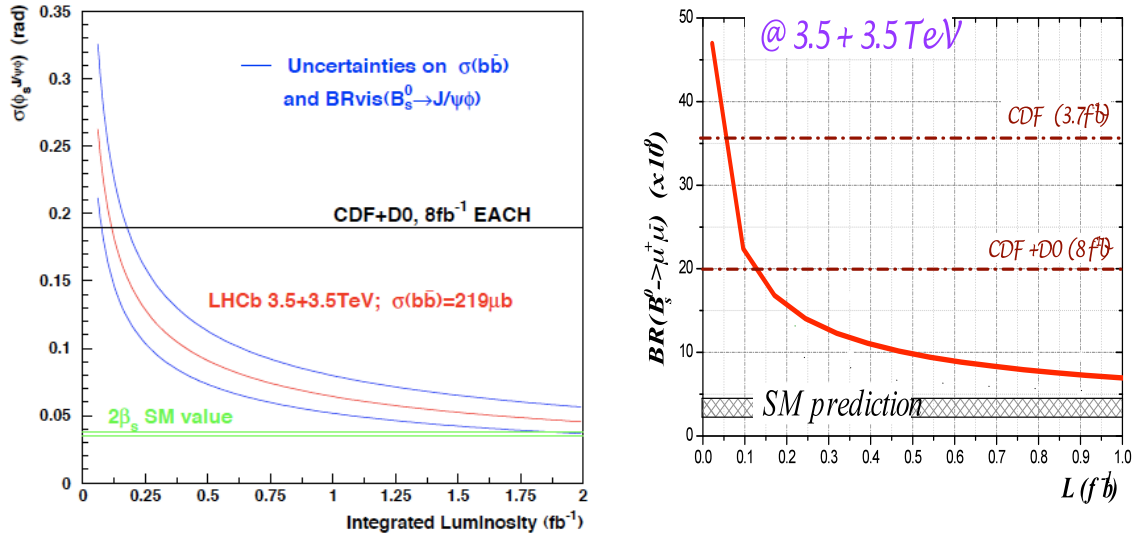 σ(ϕₛ^J/ψϕ) (rad)
0.35
0.3
0.25
0.2
0.15
0.1
0.05
0
— Uncertainties on σ(bb̄)
and BRvis(B⁰ₛ→J/ψϕ)
CDF+D0, 8fb⁻¹ EACH
LHCb 3.5+3.5TeV; σ(bb̄)=219μb
2βₛ SM value
0 0.25 0.5 0.75 1 1.25 1.5 1.75 2
Integrated Luminosity (fb⁻¹)
BR(B⁰ₛ->μ⁺μ⁻) (x10⁹)
50
40
30
20
10
0
@ 3.5 + 3.5 TeV
CDF (3.7fb⁻¹)
CDF +D0 (8fb⁻¹)
SM prediction
0.0 0.1 0.2 0.3 0.4 0.5 0.6 0.7 0.8 0.9 1.0
L (fb⁻¹)